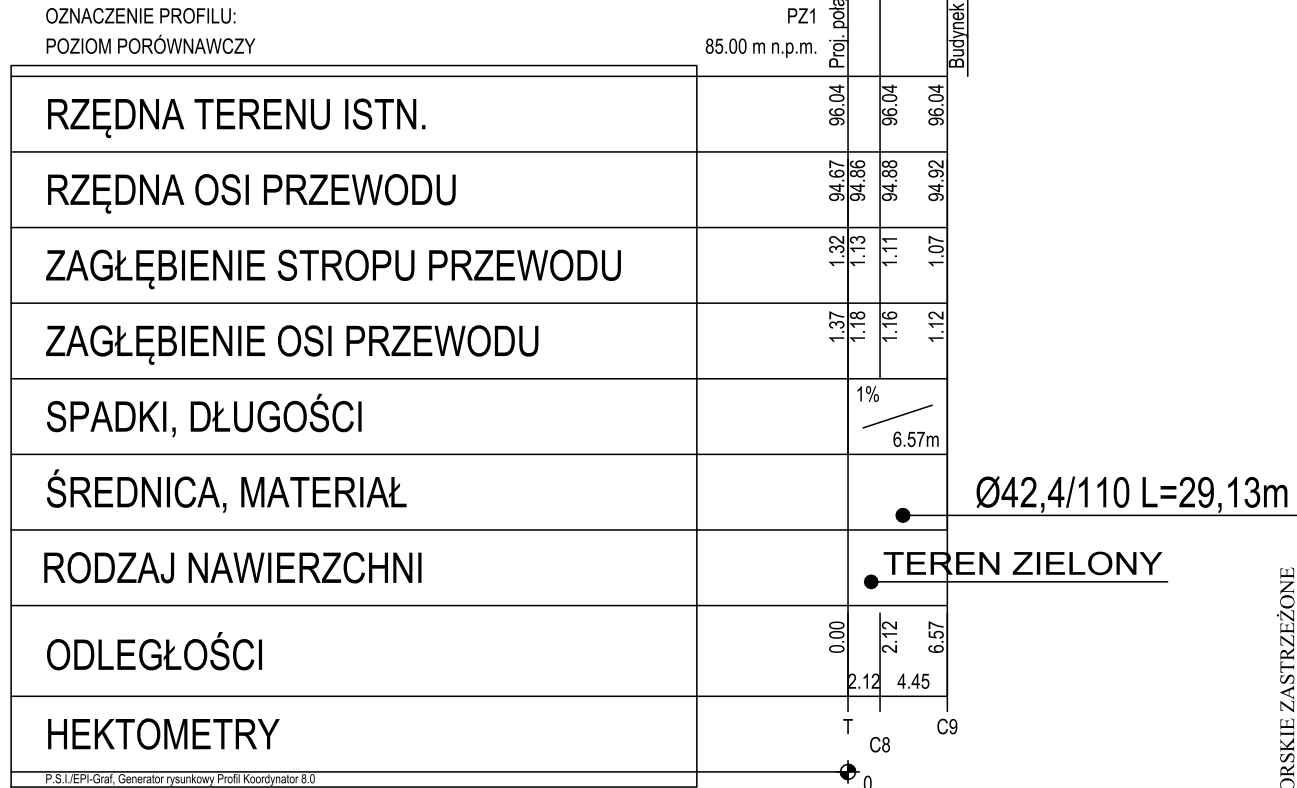 OZNACZENIE PROFILU: PZ1
POZIOM PORÓWNAWCZY 85.00 m n.p.m.
Proj.
Budynek
RZĘDNA TERENU ISTN. 96.04 96.04 96.04
RZĘDNA OSI PRZEWODU 94.67 94.86 94.88 94.92
ZAGŁĘBIENIE STROPU PRZEWODU 1.32 1.13 1.11 1.07
ZAGŁĘBIENIE OSI PRZEWODU 1.37 1.18 1.16 1.12
SPADKI, DŁUGOŚCI 1% 6.57m
ŚREDNICA, MATERIAŁ Ø42,4/110 L=29,13m
RODZAJ NAWIERZCHNI TEREN ZIELONY
ODLEGŁOŚCI 0.00 2.12 6.57
2.12 4.45
HEKTOMETRY T C8 C9
P.S.I./EPI-Graf, Generator rysunkowy Profil Koordynator 8.0
0
ZASTRZEŻONE